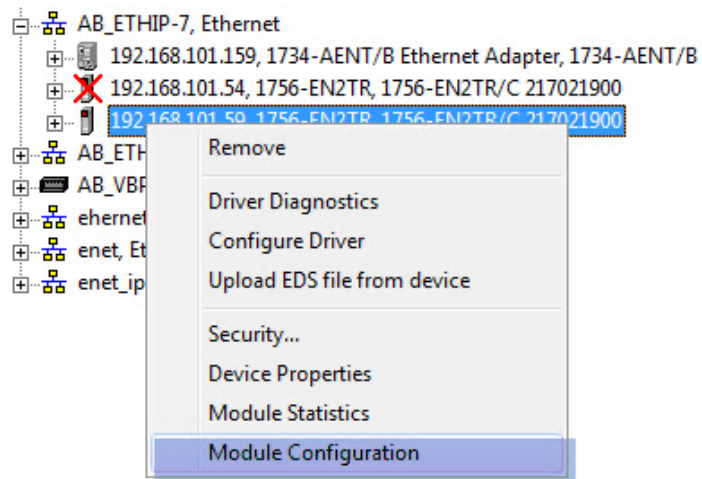 AB_ETHIP-7, Ethernet
192.168.101.159, 1734-AENT/B Ethernet Adapter, 1734-AENT/B
192.168.101.54, 1756-EN2TR, 1756-EN2TR/C 217021900
192.168.101.59, 1756-EN2TR, 1756-EN2TR/C 217021900
AB_ETH
AB_VBP
ehernet
enet, Et
enet_ip
Remove
Driver Diagnostics
Configure Driver
Upload EDS file from device
Security...
Device Properties
Module Statistics
Module Configuration